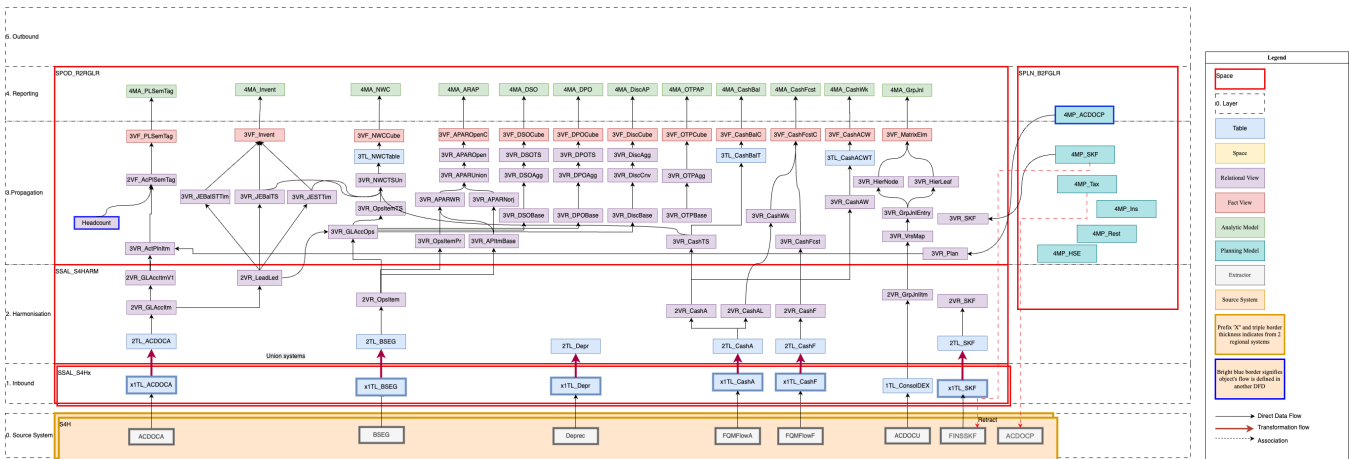 5. Outbound
SPOD_R2RGLR
SPLN_B2FGLR
4. Reporting
4MA_PLSemTag
4MA_Invent
4MA_NWC
4MA_ARAP
4MA_DSO
4MA_DPO
4MA_DiscAP
4MA_OTPAP
4MA_CashBal
4MA_CashFcst
4MA_CashWk
4MA_GrpJnl
4MP_ACDOCP
3.Propagation
3VF_PLSemTag
3VF_Invent
3VF_NWCCube
3VF_APAROpenC
3VF_DSOCube
3VF_DPOCube
3VF_DiscCube
3VF_OTPCube
3VF_CashBalC
3VF_CashFcstC
3VF_CashACW
3VF_MatrixElm
3TL_NWCTable
3VR_APAROpen
3VR_DSOTS
3VR_DPOTS
3VR_DiscAgg
3TL_CashBalT
3TL_CashACWT
4MP_SKF
2VF_AcPlSemTag
3VR_NWCTSUn
3VR_APARUnion
3VR_DSOAgg
3VR_DPOAgg
3VR_DiscCnv
3VR_OTPAgg
3VR_HierNode
3VR_HierLeaf
4MP_Tax
3VR_JEBalSTTim
3VR_JEBalTS
3VR_JESTTim
3VR_OpsItemTS
3VR_APARWR
3VR_APARNorj
3VR_CashAW
Headcount
3VR_DSOBase
3VR_DPOBase
3VR_DiscBase
3VR_OTPBase
3VR_CashWk
3VR_GrpJnlEntry
3VR_SKF
4MP_Ins
3VR_GLAccOps
3VR_VrsMap
4MP_Rest
3VR_ActPlnItm
3VR_OpsItemPr
3VR_APItmBase
3VR_CashTS
3VR_CashFcst
3VR_Plan
4MP_HSE
SSAL_S4HARM
2VR_GLAccItmV1
2VR_LeadLed
2. Harmonisation
2VR_GLAccItm
2VR_OpsItem
2VR_CashA
2VR_CashAL
2VR_CashF
2VR_GrpJnlItm
2VR_SKF
2TL_ACDOCA
2TL_BSEG
2TL_Depr
2TL_CashA
2TL_CashF
2TL_SKF
Union systems
SSAL_S4Hx
1. Inbound
x1TL_ACDOCA
x1TL_BSEG
x1TL_Depr
x1TL_CashA
x1TL_CashF
1TL_ConsolDEX
x1TL_SKF
S4H
Retract
0. Source System
ACDOCA
BSEG
Deprec
FQMFlowA
FQMFlowF
ACDOCU
FINSSKF
ACDOCP
Legend
Space
0. Layer
Table
Space
Relational View
Fact View
Analytic Model
Planning Model
Extractor
Source System
Prefix "X" and triple border
thickness indicates from 2
regional systems
Bright blue border signifies
object's flow is defined in
another DFD
Direct Data Flow
Transformation flow
Association